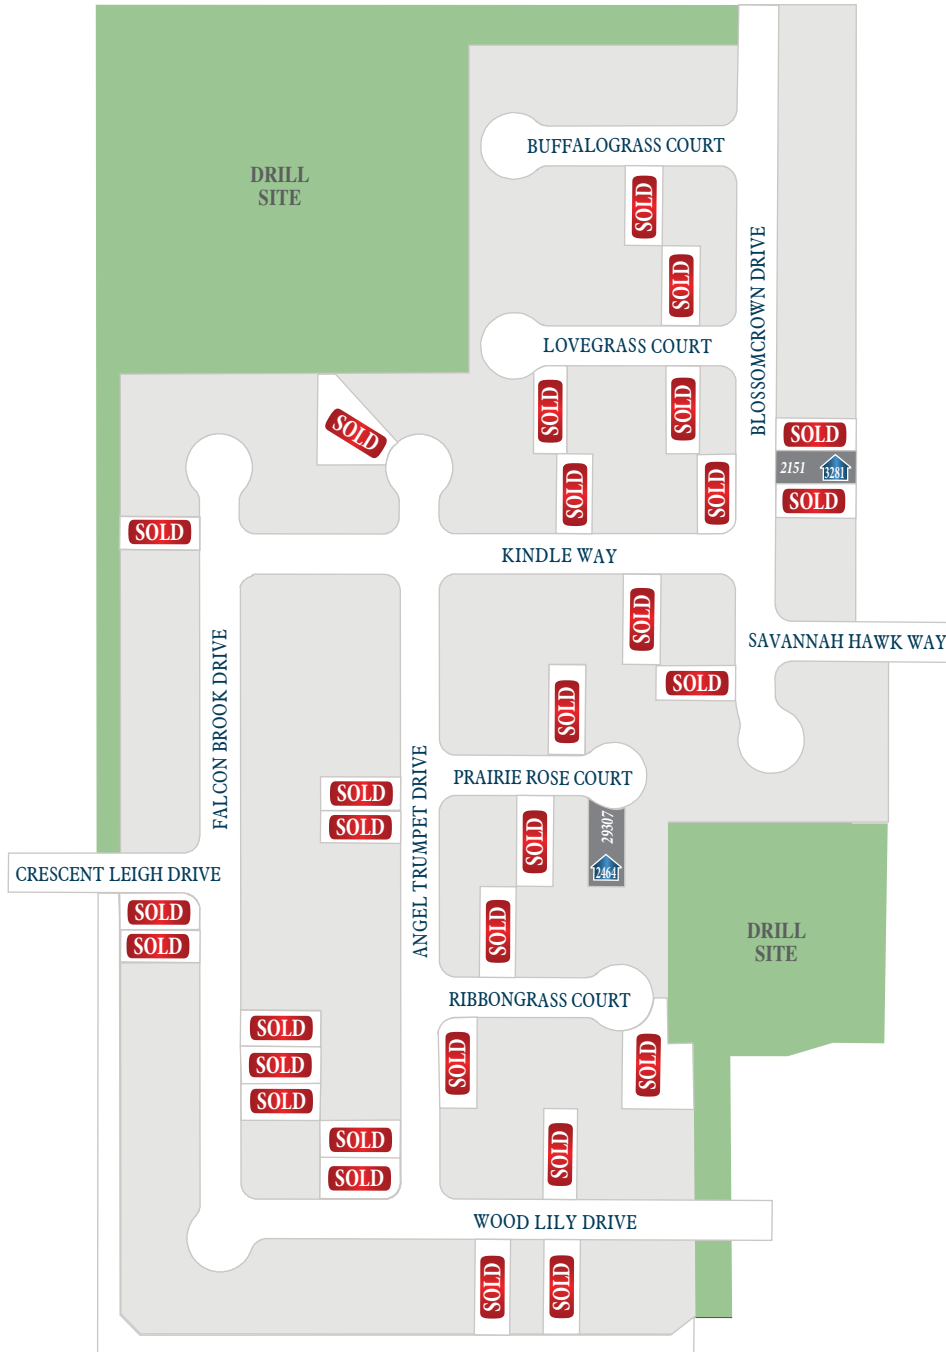 BUFFALOGRASS COURT
DRILL
SITE
SOLD
BLOSSOMCROWN DRIVE
SOLD
LOVEGRASS COURT
SOLD
SOLD
SOLD
SOLD
2151
3281
SOLD
SOLD
SOLD
SOLD
SOLD
KINDLE WAY
SOLD
SAVANNAH HAWK WAY
FALCON BROOK DRIVE
SOLD
SOLD
ANGEL TRUMPET DRIVE
PRAIRIE ROSE COURT
SOLD
SOLD
SOLD
29307
2464
CRESCENT LEIGH DRIVE
SOLD
SOLD
SOLD
DRILL
SITE
RIBBONGRASS COURT
SOLD
SOLD
SOLD
SOLD
SOLD
SOLD
SOLD
SOLD
WOOD LILY DRIVE
SOLD
SOLD